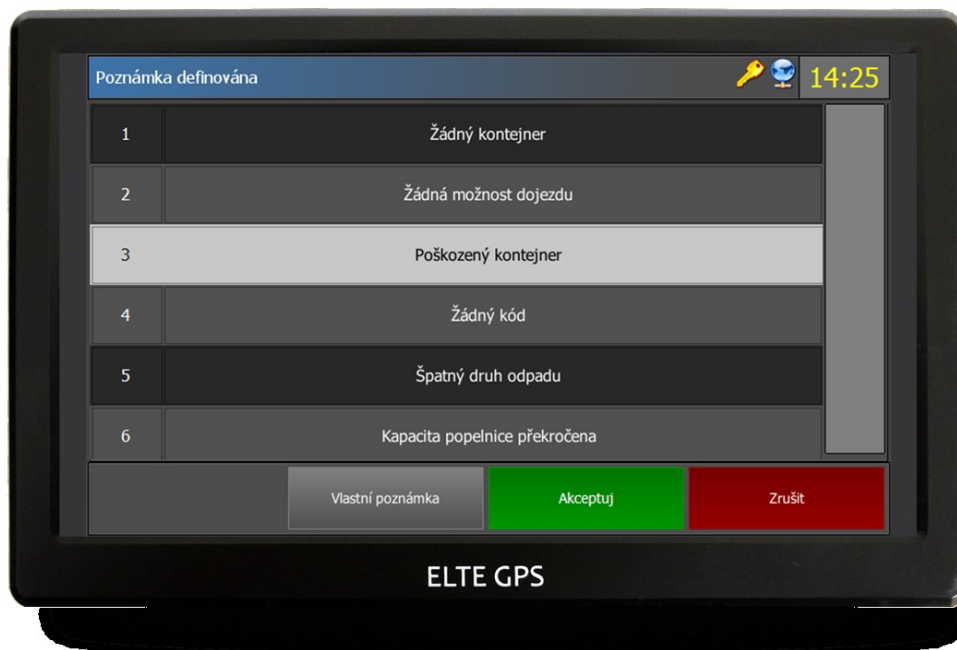 Poznámka definována
14:25
1 Žádný kontejner
2 Žádná možnost dojezdu
3 Poškozený kontejner
4 Žádný kód
5 Špatný druh odpadu
6 Kapacita popelnice překročena
Vlastní poznámka Akceptuj Zrušit
ELTE GPS